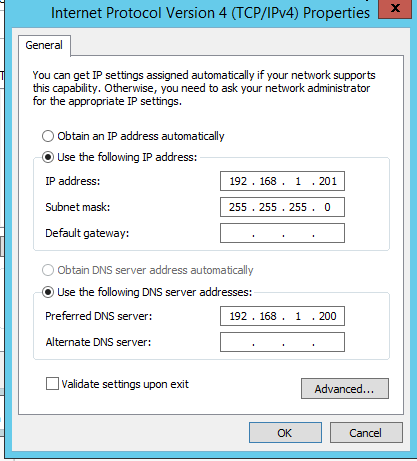 Internet Protocol Version 4 (TCP/IPv4) Properties
x
General
You can get IP settings assigned automatically if your network supports
this capability. Otherwise, you need to ask your network administrator
for the appropriate IP settings.
Obtain an IP address automatically
Use the following IP address:
IP address: 192 . 168 . 1 . 201
Subnet mask: 255 . 255 . 255 . 0
Default gateway: . . .
Obtain DNS server address automatically
Use the following DNS server addresses:
Preferred DNS server: 192 . 168 . 1 . 200
Alternate DNS server: . . .
Validate settings upon exit
Advanced...
OK Cancel